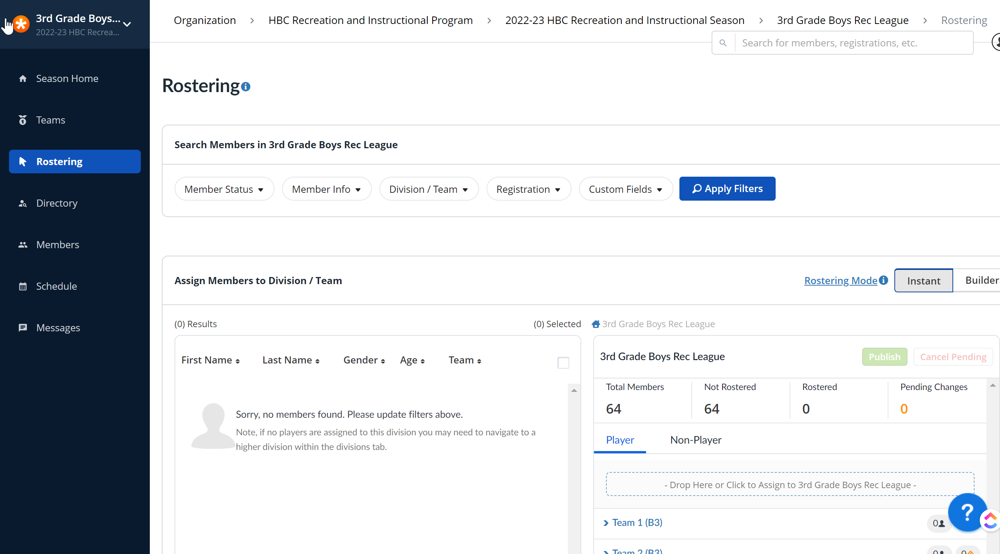 3rd Grade Boys...
2022-23 HBC Recrea...
Season Home
Teams
Rostering
Directory
Members
Schedule
Messages
Organization > HBC Recreation and Instructional Program > 2022-23 HBC Recreation and Instructional Season > 3rd Grade Boys Rec League > Rostering
Search for members, registrations, etc.
Rostering
Search Members in 3rd Grade Boys Rec League
Member Status Member Info Division / Team Registration Custom Fields Apply Filters
Assign Members to Division / Team
Rostering Mode Instant Builder
(0) Results (0) Selected
First Name Last Name Gender Age Team
Sorry, no members found. Please update filters above.
Note, if no players are assigned to this division you may need to navigate to a
higher division within the divisions tab.
3rd Grade Boys Rec League
3rd Grade Boys Rec League Publish Cancel Pending
Total Members Not Rostered Rostered Pending Changes
64 64 0 0
Player Non-Player
- Drop Here or Click to Assign to 3rd Grade Boys Rec League -
Team 1 (B3) 0
?
Team 2 (B3) 0 0